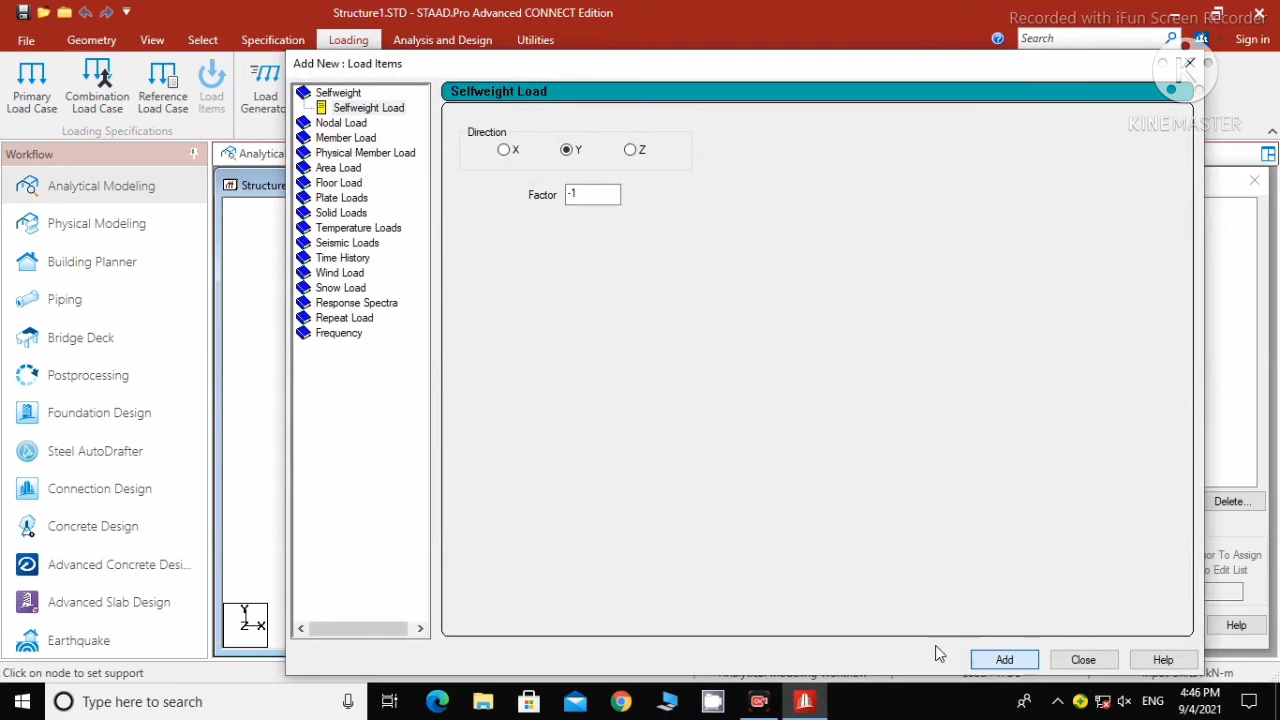 Structure1.STD - STAAD.Pro Advanced CONNECT Edition
Recorded with iFun Screen Recorder
File Geometry View Select Specification Loading Analysis and Design Utilities
Search
Sign in
Add New : Load Items
Primary Load Case
Combination Load Case
Reference Load Case
Load Items
Load
Loading Specifications
KINEMASTER
Workflow
Analytical Modeling
Physical Modeling
Building Planner
Piping
Bridge Deck
Postprocessing
Foundation Design
Steel AutoDrafter
Connection Design
Concrete Design
Advanced Concrete Desi...
Advanced Slab Design
Earthquake
Structure
Selfweight
Selfweight Load
Nodal Load
Member Load
Physical Member Load
Area Load
Floor Load
Plate Loads
Solid Loads
Temperature Loads
Seismic Loads
Time History
Wind Load
Snow Load
Response Spectra
Repeat Load
Frequency
Selfweight Load
Direction
X Y Z
Factor -1
Add Close Help
Delete...
To Assign
Edit List
Help
Y
Z X
Click on node to set support
Type here to search
ENG
4:46 PM
9/4/2021